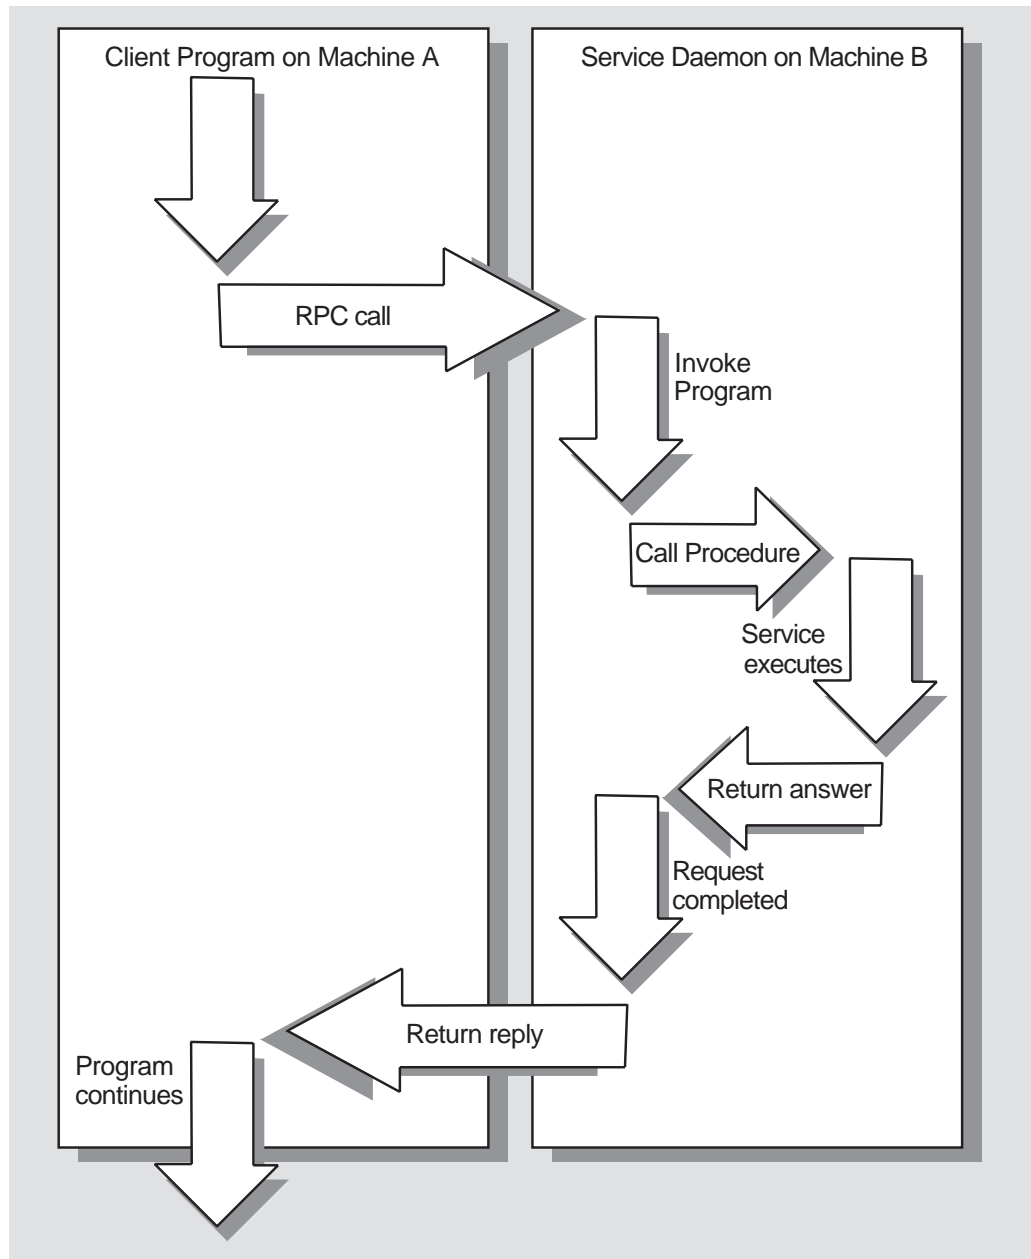 Client Program on Machine A
Service Daemon on Machine B
RPC call
Invoke
Program
Call Procedure
Service
executes
Return answer
Request
completed
Return reply
Program
continues